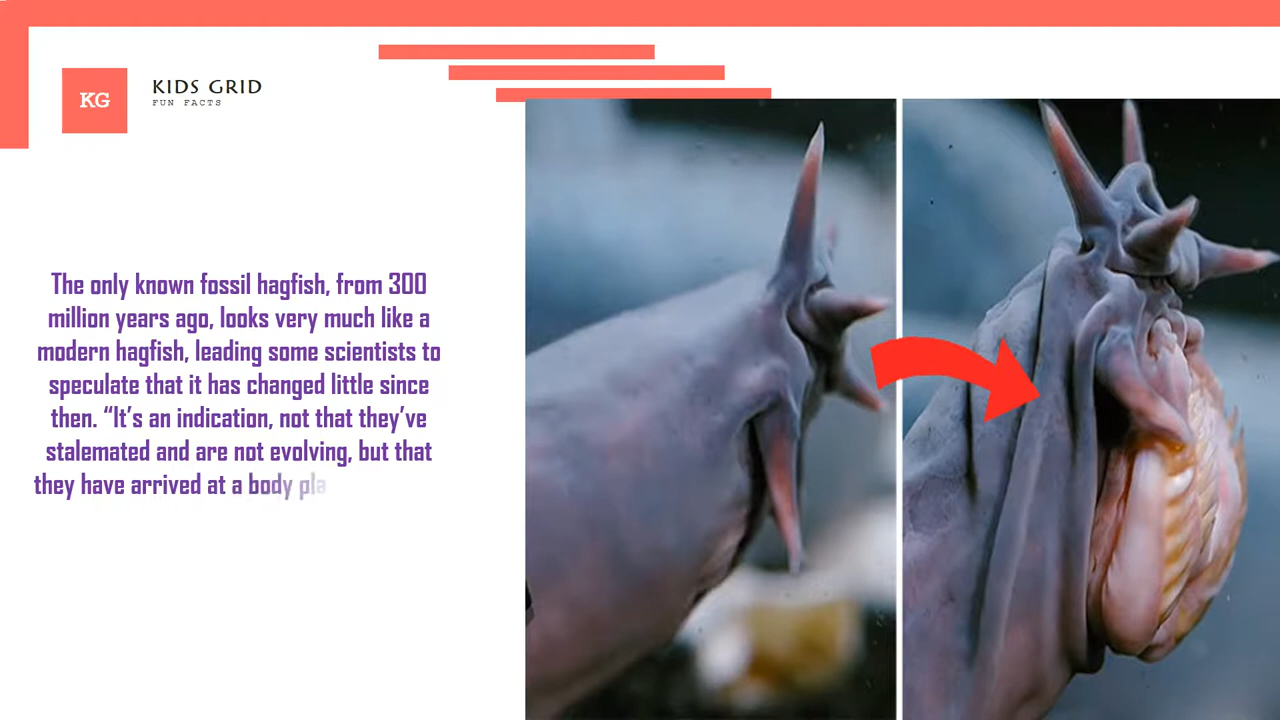 KG
KIDS GRID
FUN FACTS
The only known fossil hagfish, from 300
million years ago, looks very much like a
modern hagfish, leading some scientists to
speculate that it has changed little since
then. “It’s an indication, not that they’ve
stalemated and are not evolving, but that
they have arrived at a body pla